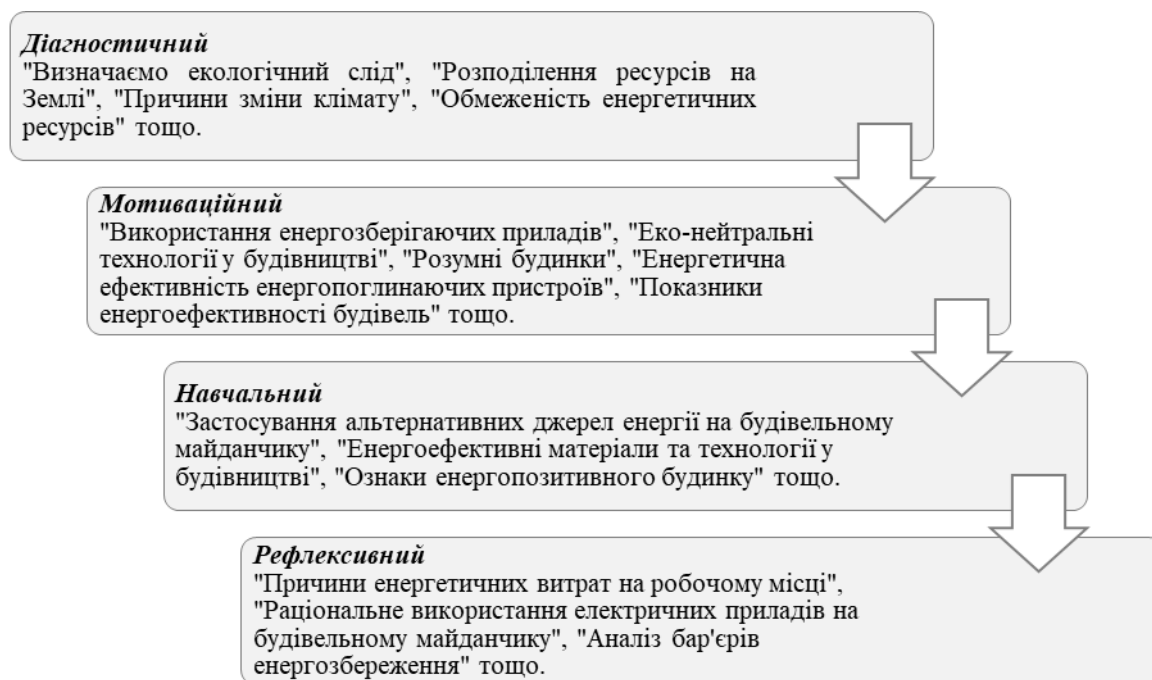 Діагностичний
"Визначаємо екологічний слід", "Розподілення ресурсів на
Землі", "Причини зміни клімату", "Обмеженість енергетичних
ресурсів" тощо.
Мотиваційний
"Використання енергозберігаючих приладів", "Еко-нейтральні
технології у будівництві", "Розумні будинки", "Енергетична
ефективність енергопоглинаючих пристроїв", "Показники
енергоефективності будівель" тощо.
Навчальний
"Застосування альтернативних джерел енергії на будівельному
майданчику", "Енергоефективні матеріали та технології у
будівництві", "Ознаки енергопозитивного будинку" тощо.
Рефлексивний
"Причини енергетичних витрат на робочому місці",
"Раціональне використання електричних приладів на
будівельному майданчику", "Аналіз бар'єрів
енергозбереження" тощо.